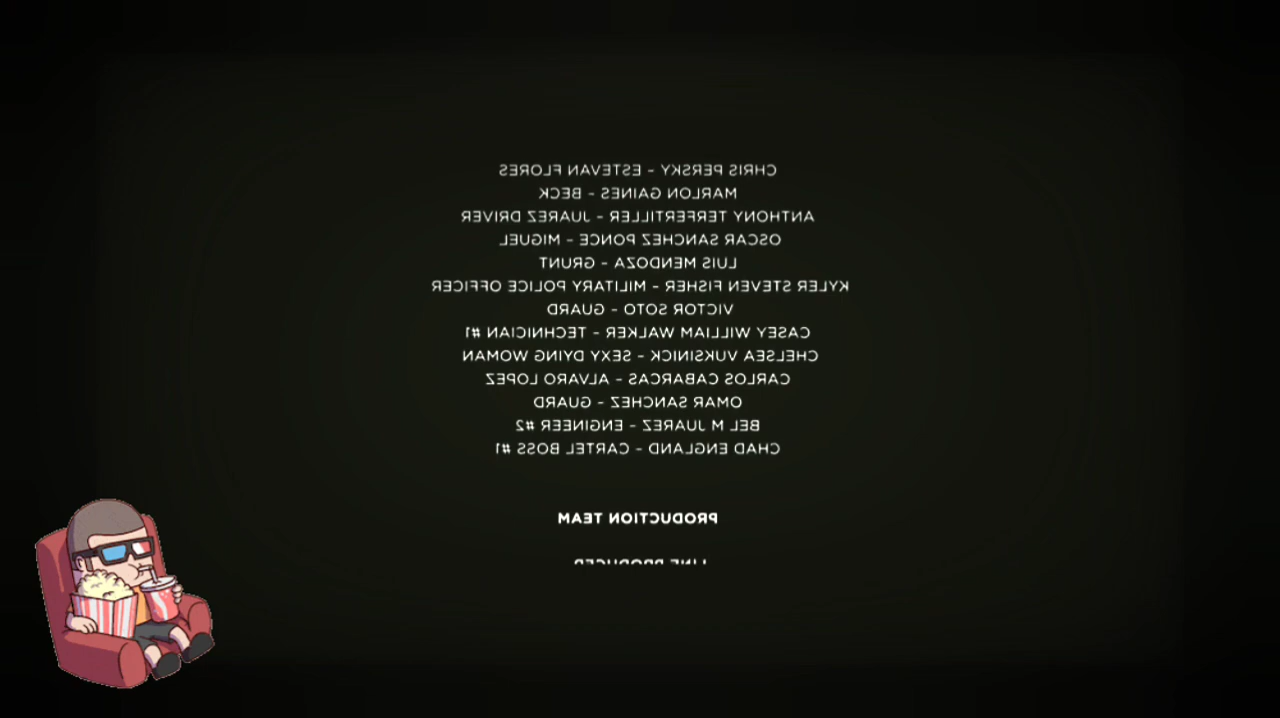 CHRIS PERSKY - ESTEVAN FLORES
MARLON GAINES - BECK
ANTHONY TERFERTILLER - JUAREZ DRIVER
OSCAR SANCHEZ PONCE - MIGUEL
LUIS MENDOZA - GRUNT
KYLER STEVEN FISHER - MILITARY POLICE OFFICER
VICTOR SOTO - GUARD
CASEY WILLIAM WALKER - TECHNICIAN #1
CHELSEA VUKSINICK - SEXY DYING WOMAN
CARLOS CABARCAS - ALVARO LOPEZ
OMAR SANCHEZ - GUARD
BEL M JUAREZ - ENGINEER #2
CHAD ENGLAND - CARTEL BOSS #1
PRODUCTION TEAM
LINE PRODUCER